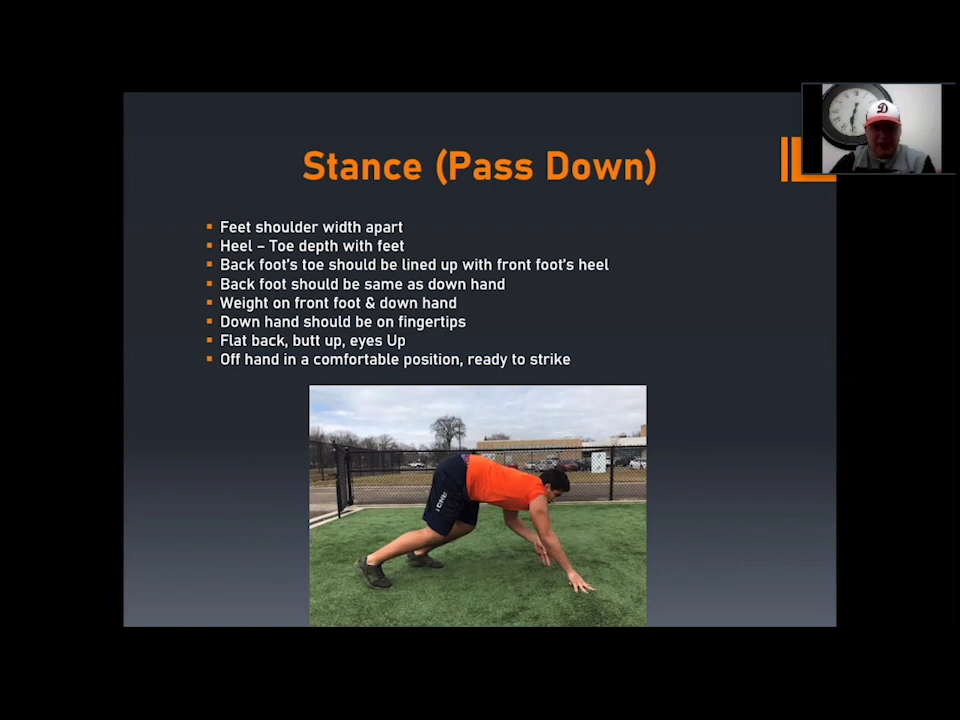 Stance (Pass Down)
Feet shoulder width apart
Heel – Toe depth with feet
Back foot's toe should be lined up with front foot's heel
Back foot should be same as down hand
Weight on front foot & down hand
Down hand should be on fingertips
Flat back, butt up, eyes Up
Off hand in a comfortable position, ready to strike
D